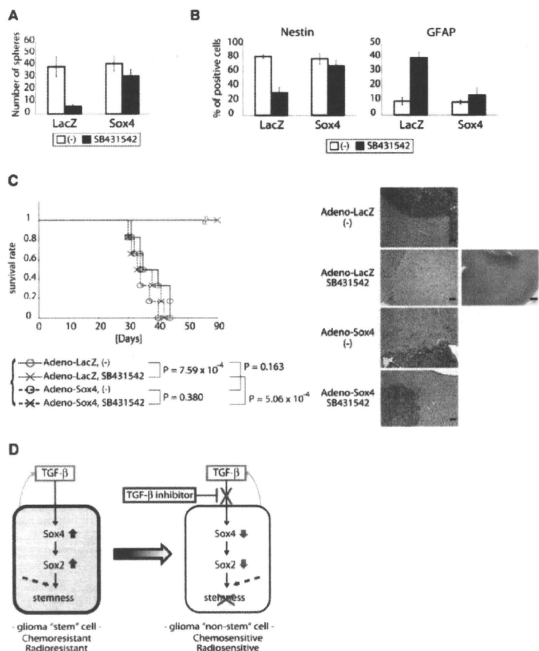 A
Number of spheres
60
50
40
30
20
10
0
LacZ Sox4
(-) SB431542
B
Nestin GFAP
% of positive cells
100
80
60
40
20
0
50
40
30
20
10
0
LacZ Sox4 LacZ Sox4
(-) SB431542
C
survival rate
1
0.8
0.6
0.4
0.2
0
0 10 20 30 40 50 60 70 90
[Days]
Adeno-LacZ, (-)
Adeno-LacZ, SB431542
Adeno-Sox4, (-)
Adeno-Sox4, SB431542
P = 7.59 x 10-4
P = 0.380
P = 0.163
P = 5.06 x 10-4
Adeno-LacZ
(-)
Adeno-LacZ
SB431542
Adeno-Sox4
(-)
Adeno-Sox4
SB431542
D
TGF-β
Sox4
Sox2
stemness
- glioma "stem" cell -
Chemoresistant
Radioresistant
TGF-β inhibitor
TGF-β
Sox4
Sox2
stemness
- glioma "non-stem" cell -
Chemosensitive
Radiosensitive